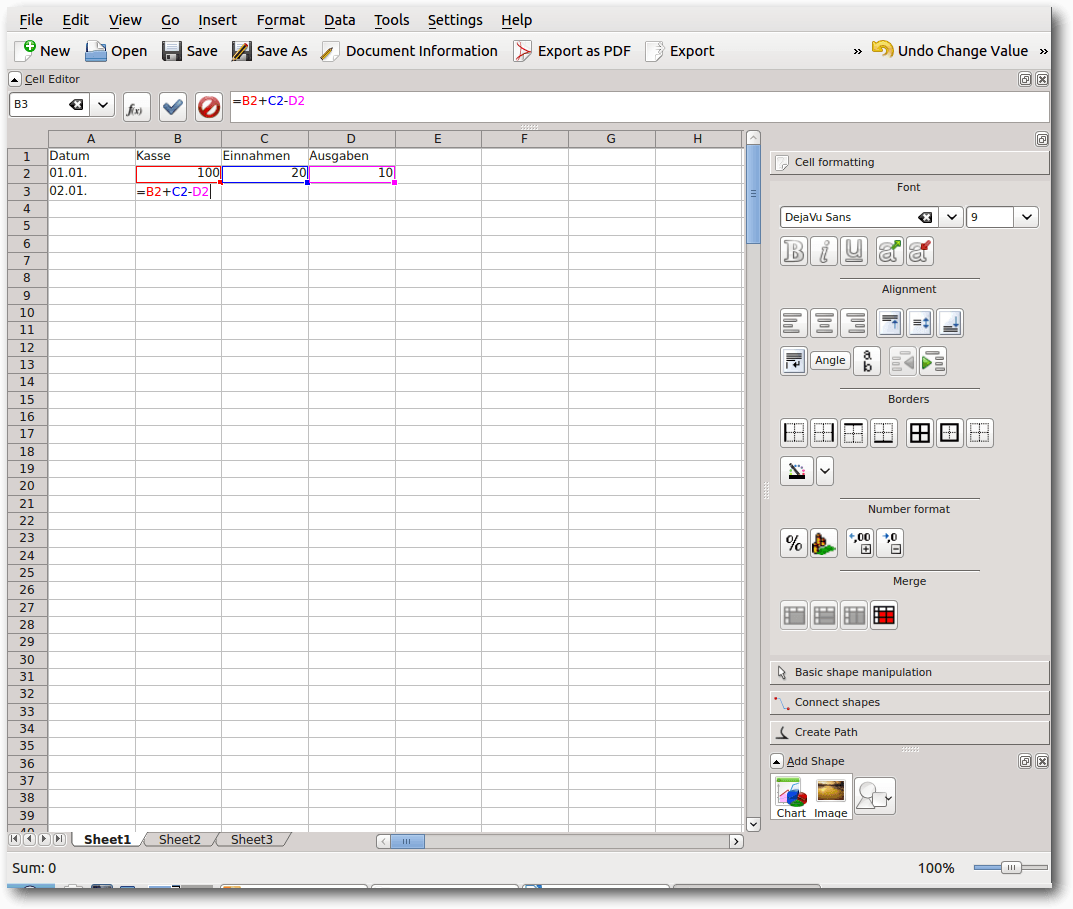 File Edit View Go Insert Format Data Tools Settings Help
New Open Save Save As Document Information Export as PDF Export » Undo Change Value »
Cell Editor
B3 f(x) =B2+C2-D2
A B C D E F G H
1 Datum Kasse Einnahmen Ausgaben
2 01.01. 100 20 10
3 02.01. =B2+C2-D2
4
5
6
7
8
9
10
11
12
13
14
15
16
17
18
19
20
21
22
23
24
25
26
27
28
29
30
31
32
33
34
35
36
37
38
39
40
Cell formatting
Font
DejaVu Sans 9
B i U a a
Alignment
Angle a b
Borders
Number format
% ,00 ,0
Merge
Basic shape manipulation
Connect shapes
Create Path
Add Shape
Chart Image
Sheet1 Sheet2 Sheet3
Sum: 0 100%